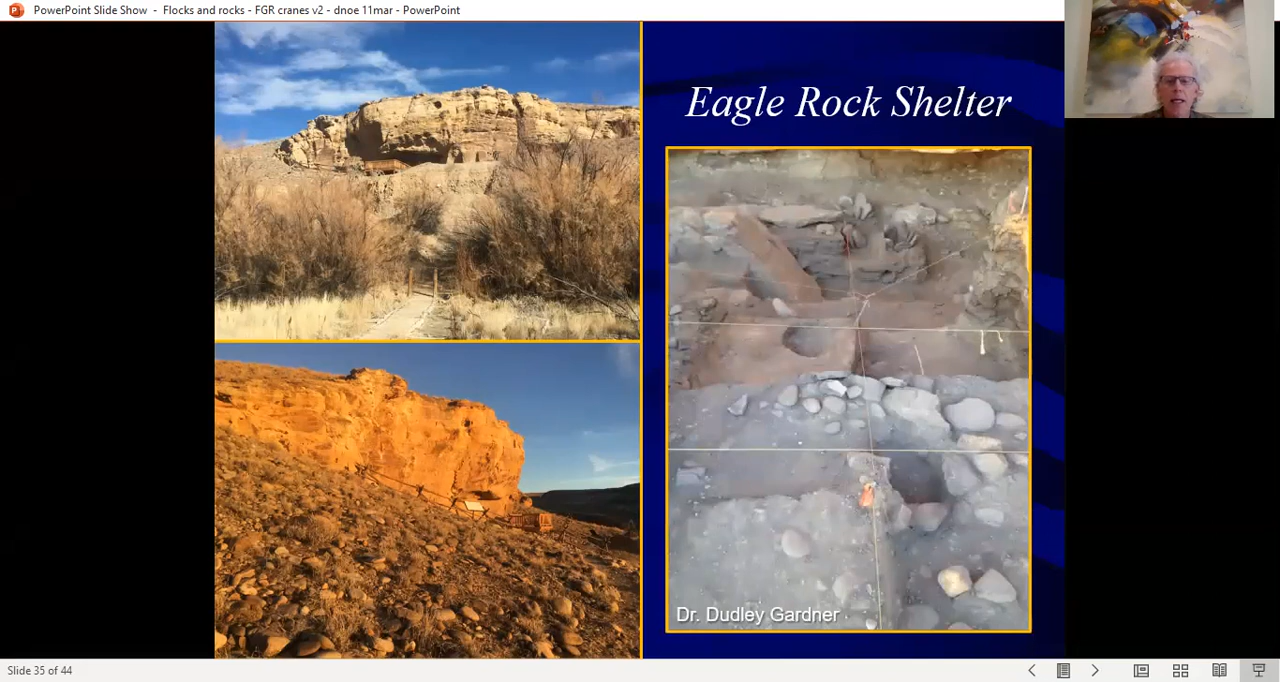 PowerPoint Slide Show - Flocks and rocks - FGR cranes v2 - dnoe 11mar - PowerPoint
Eagle Rock Shelter
Dr. Dudley Gardner
Slide 35 of 44